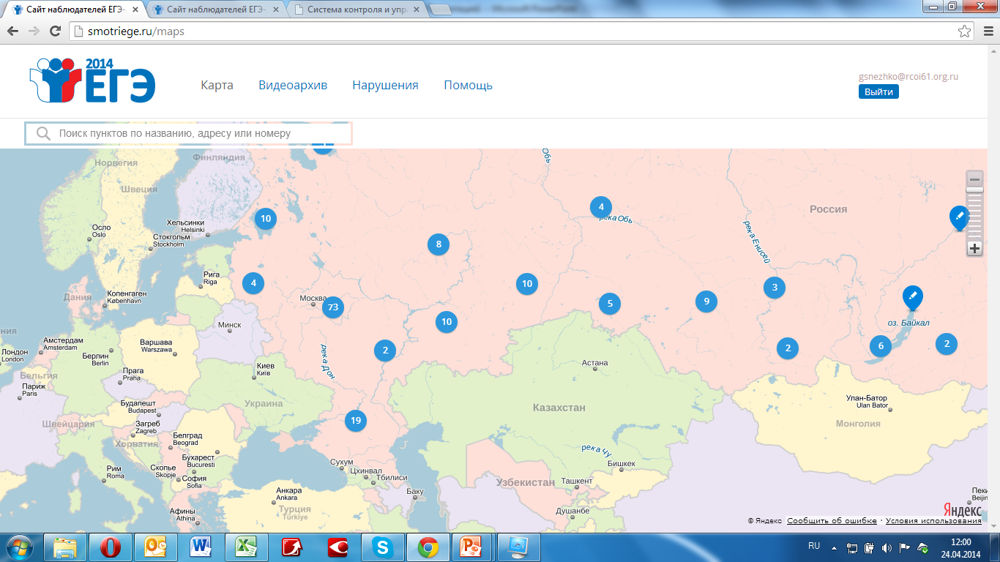 Сайт наблюдателей ЕГЭ-
Сайт наблюдателей ЕГЭ-
Система контроля и упр
smotriege.ru/maps
2014
ЕГЭ
Карта
Видеоархив
Нарушения
Помощь
gsnezhko@rcoi61.org.ru
Выйти
Поиск пунктов по названию, адресу или номеру
Норвегия
Финляндия
Швеция
Обь
4
река Обь
Россия
10
Хельсинки
Helsinki
Осло
Oslo
Стокгольм
Stockholm
река Енисей
8
Рига
Riga
4
10
3
Дания
Копенгаген
København
Москва
73
5
9
10
оз. Байкал
Минск
Амстердам
Amsterdam
Варшава
Warszawa
Лондон
London
Берлин
Berlin
река Дон
2
2
6
2
Киев
Київ
Астана
Бельгия
Прага
Praha
Париж
Paris
Украина
Казахстан
Улан-Батор
Ulan Bator
Будапешт
Budapest
Швейцария
19
Монголия
Загреб
Zagreb
Хорватия
Белград
Beograd
река Чу
Бухарест
Bucuresti
Сухум
Бишкек
Рим
Roma
Скопье
Skopje
София
Sofia
Цхинвал
Тбилиси
Узбекистан
Ташкент
Баку
Анкара
Ankara
Пеки
Beijin
Турция
Türkiye
Афины
Athina
Душанбе
Яндекс
© Яндекс Сообщить об ошибке · Условия использования
RU
12:00
24.04.2014